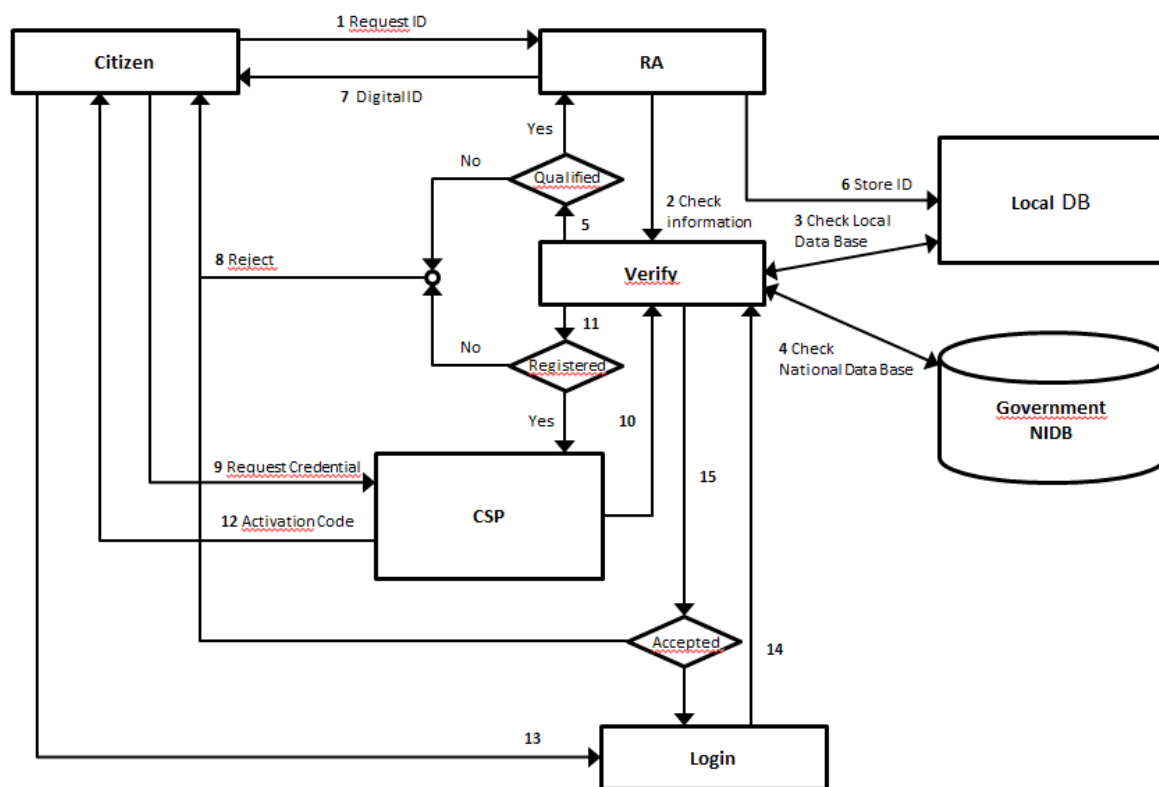 1 Request ID
Citizen
RA
7 Digital ID
Yes
No
Qualified
2 Check
information
6 Store ID
Local DB
5
3 Check Local
Data Base
8 Reject
Verify
11
No
Registered
4 Check
National Data Base
Government
NIDB
Yes
10
9 Request Credential
15
12 Activation Code
CSP
Accepted
14
13
Login